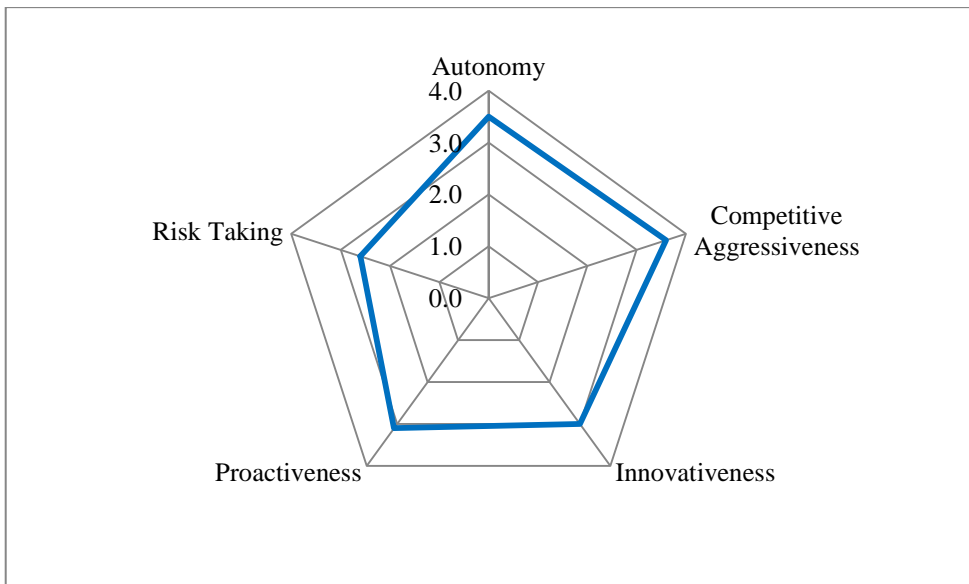 Autonomy
4.0
3.0
2.0
1.0
0.0
Competitive
Aggressiveness
Risk Taking
Proactiveness
Innovativeness